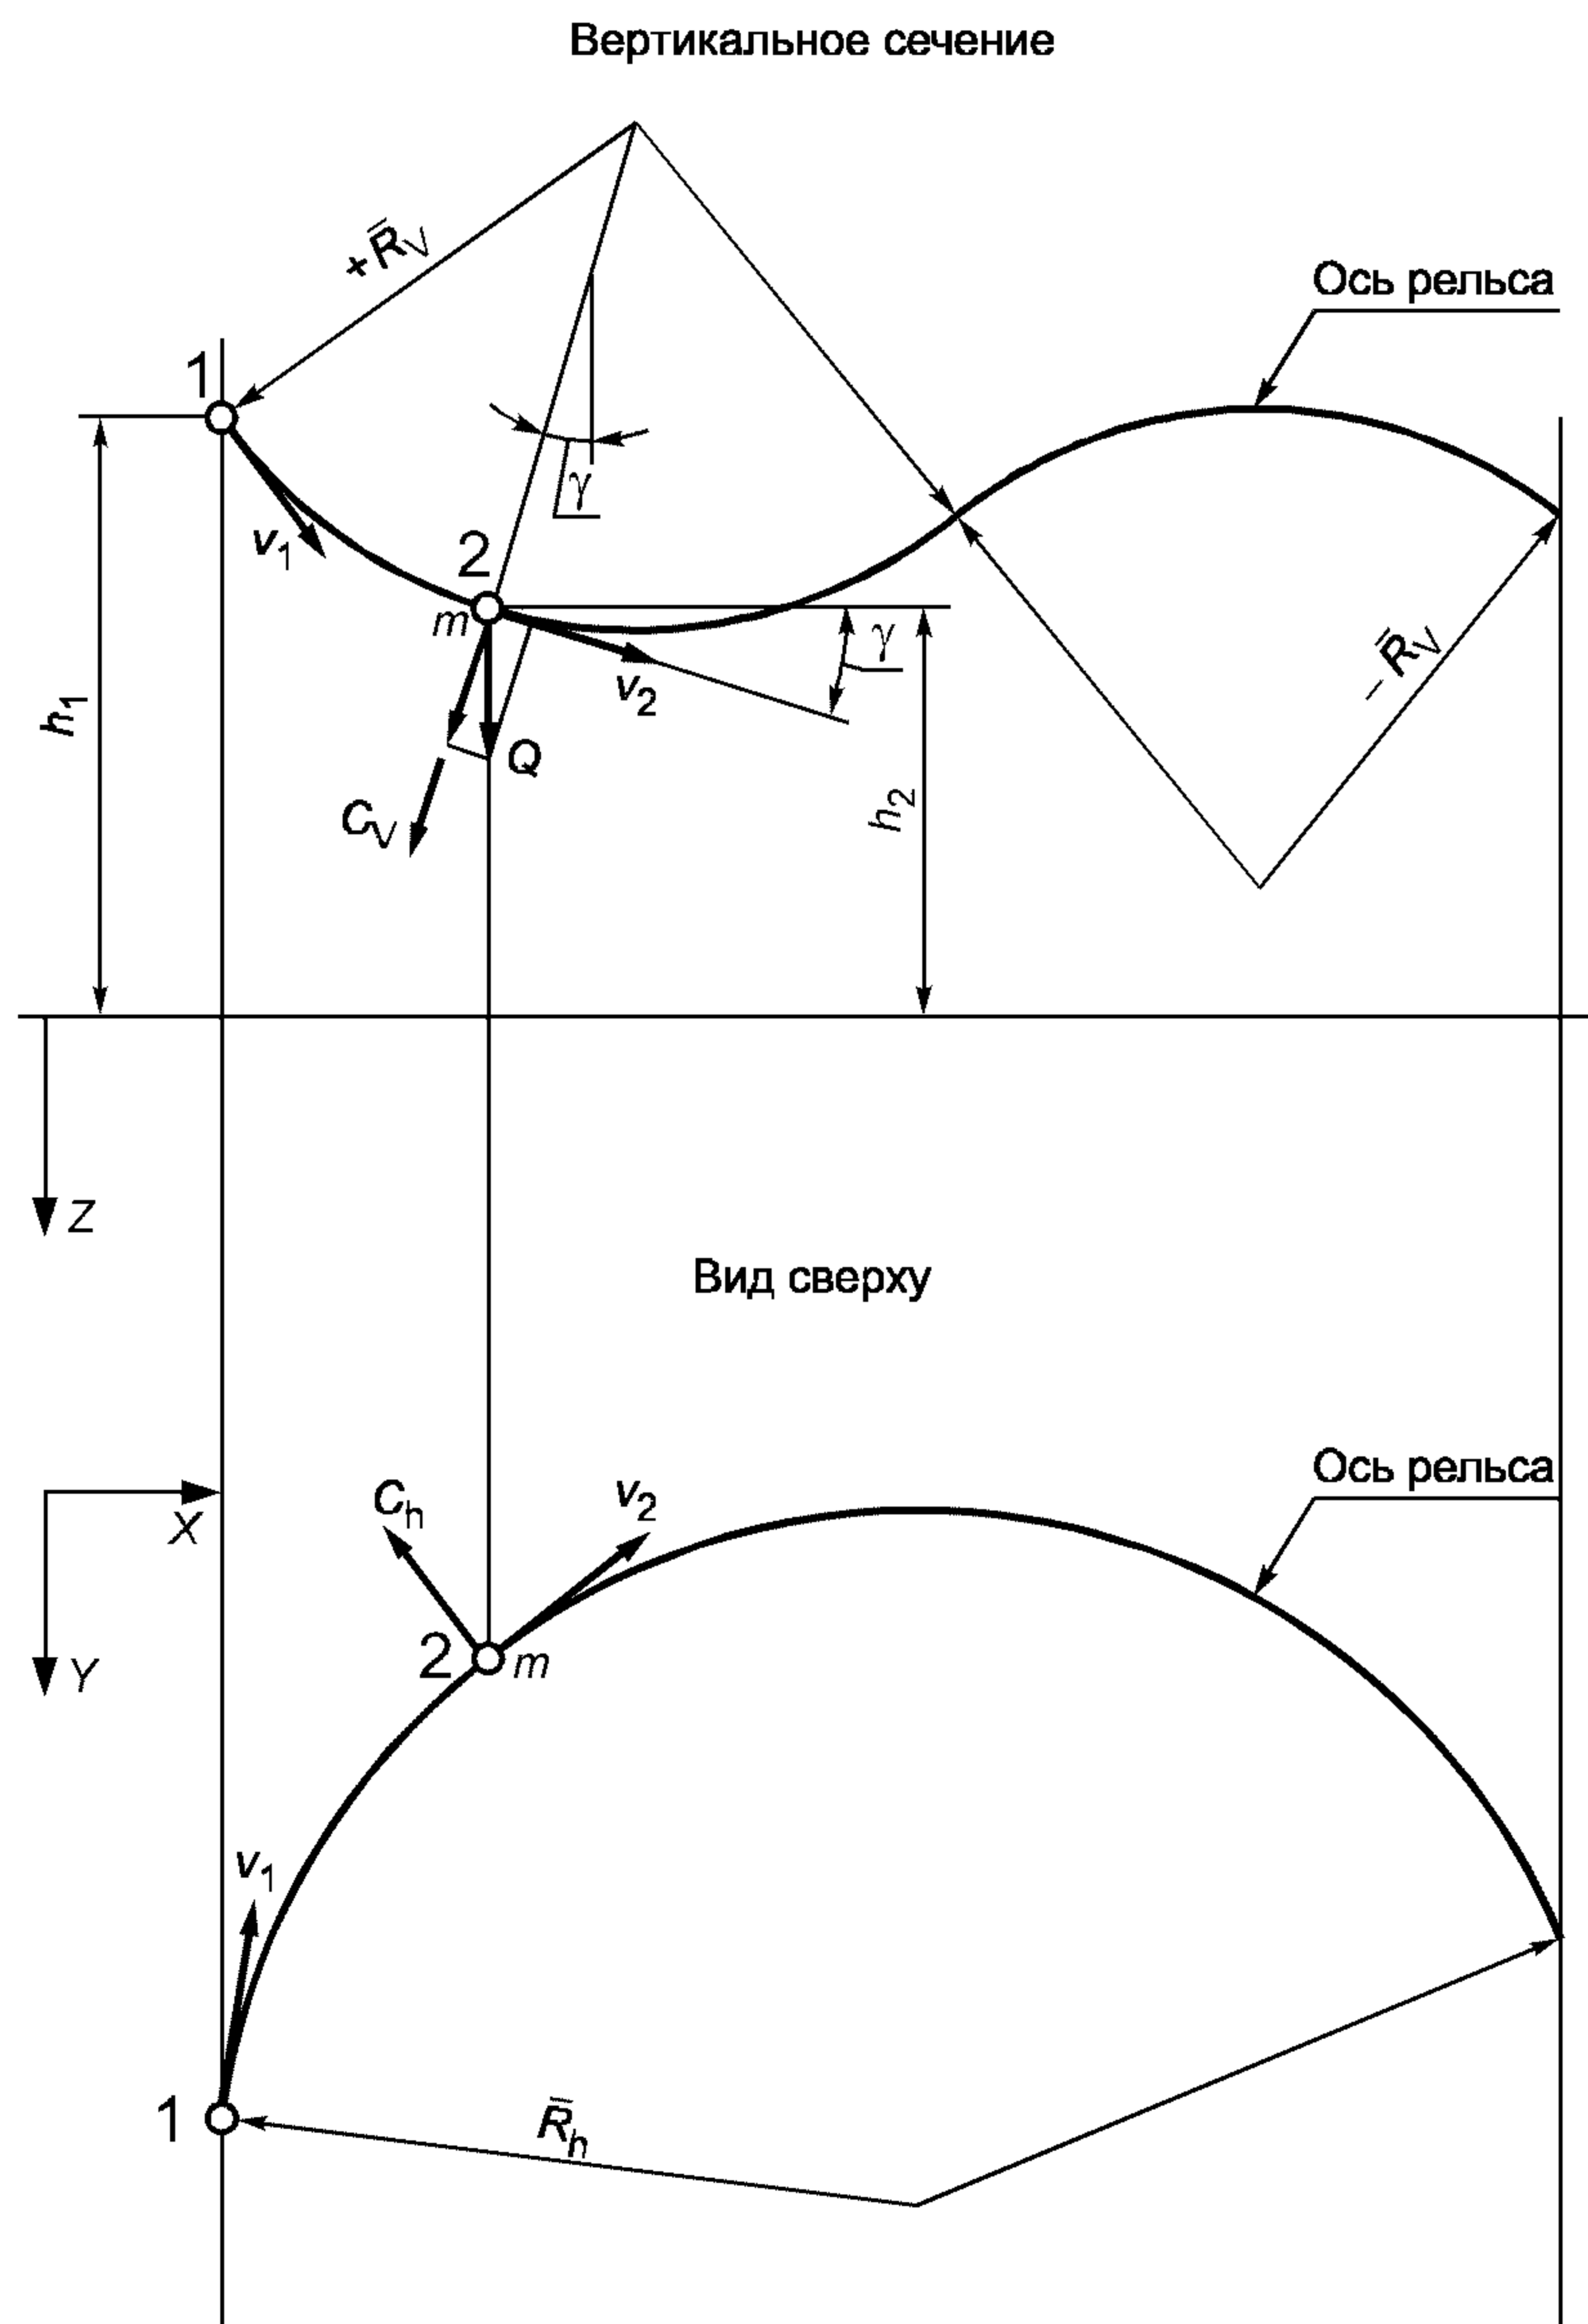 Вертикальное сечение
+R̄V
Ось рельса
1
γ
v1
2
m
γ
v2
−R̄V
h1
Q
CV
h2
Z
Вид сверху
Ось рельса
Ch
v2
X
2
m
Y
v1
1
R̄h